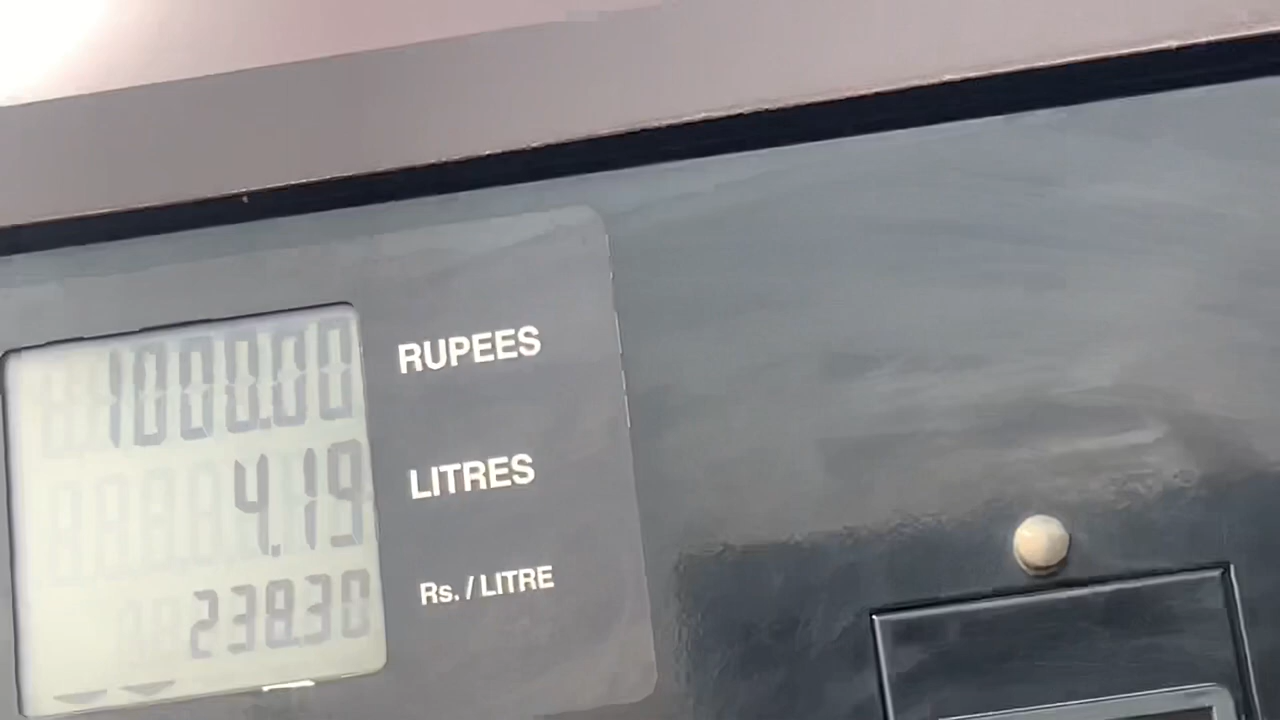 1000.00 RUPEES
4.19 LITRES
238.30 Rs. / LITRE